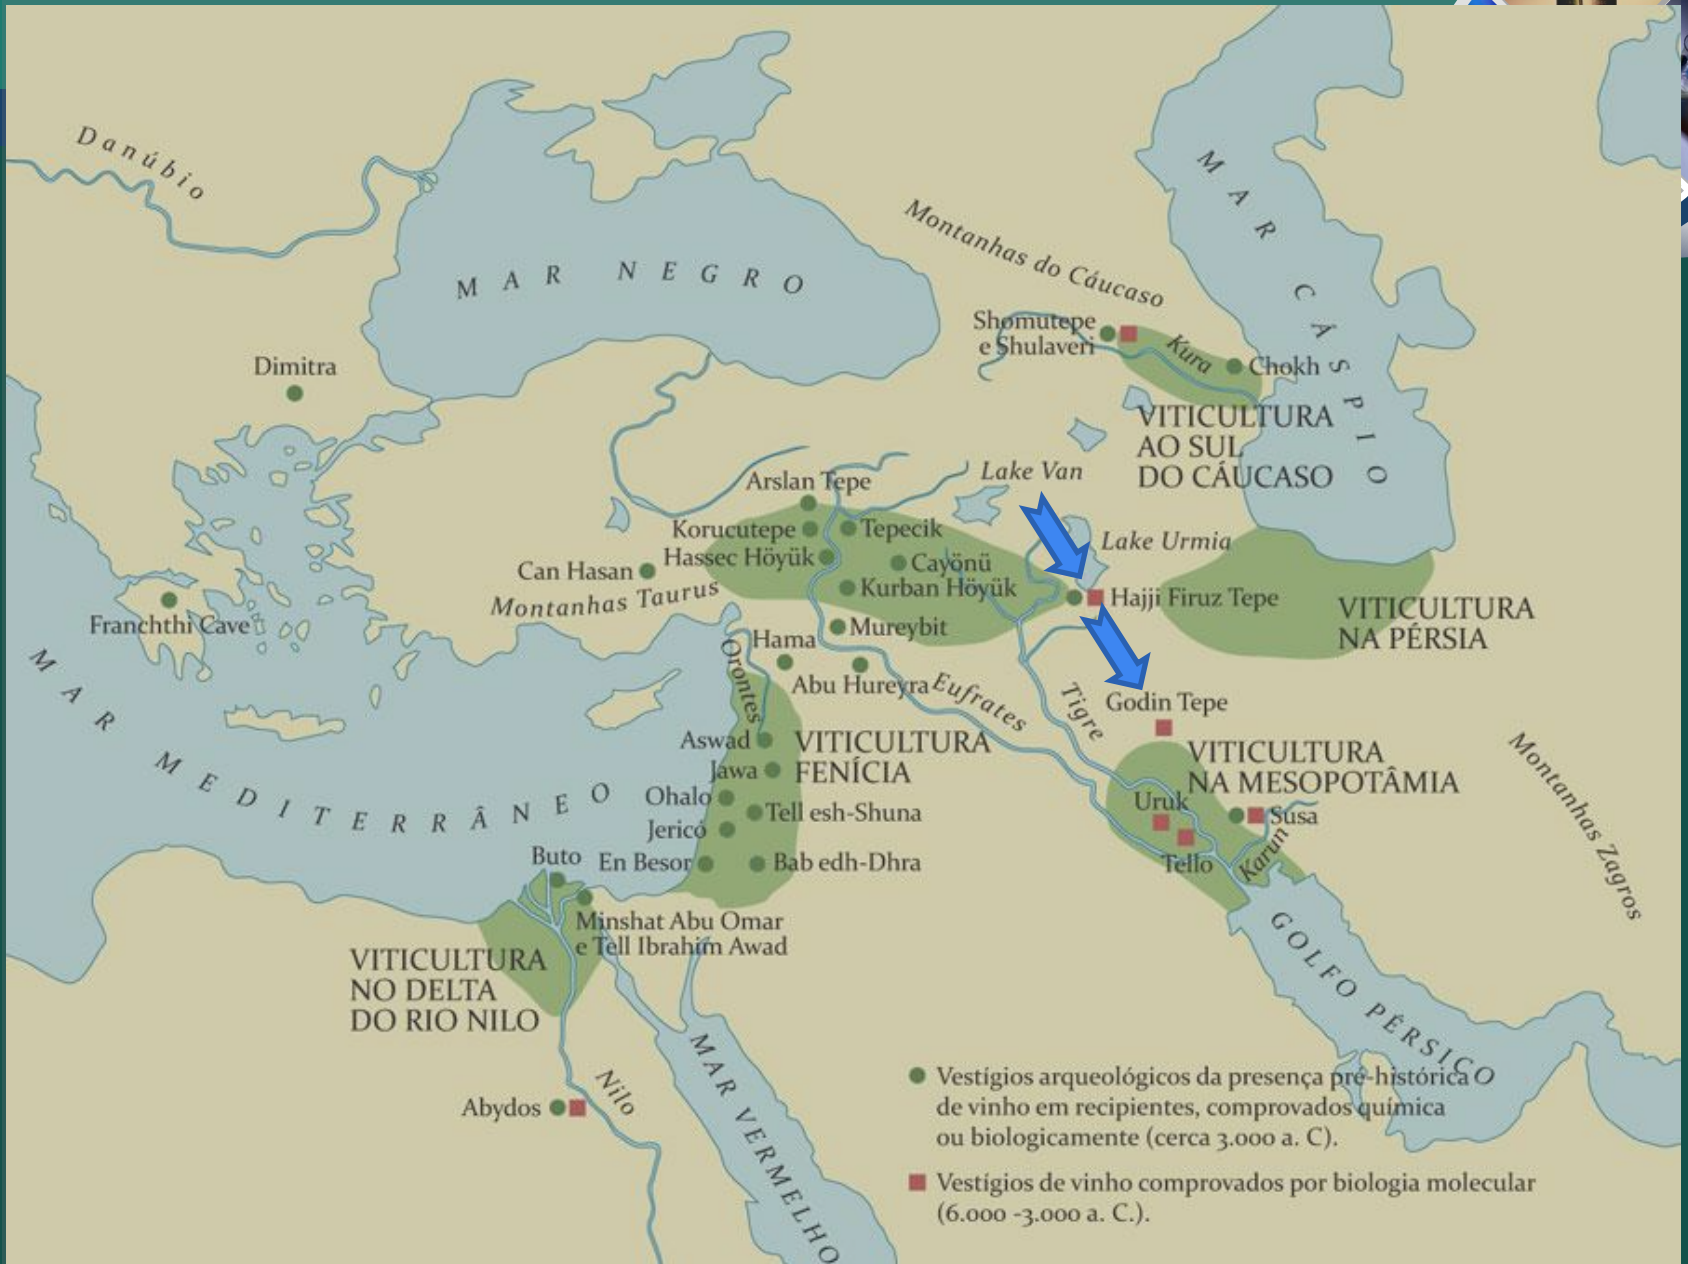 Danúbio
MAR NEGRO
Montanhas do Cáucaso
MAR CÁSPIO
Shomutepe
e Shulaveri
Kura
Chokh
Dimitra
VITICULTURA
AO SUL
DO CÁUCASO
Lake Van
Arslan Tepe
Korucutepe
Tepecik
Lake Urmia
Hassec Höyük
Cayönü
Can Hasan
Kurban Höyük
Montanhas Taurus
Hajji Firuz Tepe
VITICULTURA
NA PÉRSIA
Franchthi Cave
Mureybit
Hama
Orontes
Abu Hureyra
Eufrates
Tigre
Godin Tepe
MAR MEDITERRÂNEO
Aswad
VITICULTURA
FENÍCIA
Jawa
VITICULTURA
NA MESOPOTÂMIA
Montanhas Zagros
Ohalo
Tell esh-Shuna
Uruk
Susa
Jericó
Karun
Tello
Buto
En Besor
Bab edh-Dhra
Minshat Abu Omar
e Tell Ibrahim Awad
GOLFO PÉRSICO
VITICULTURA
NO DELTA
DO RIO NILO
MAR VERMELHO
Nilo
Abydos
Vestígios arqueológicos da presença pré-histórica
de vinho em recipientes, comprovados química
ou biologicamente (cerca 3.000 a. C).
Vestígios de vinho comprovados por biologia molecular
(6.000 -3.000 a. C.).